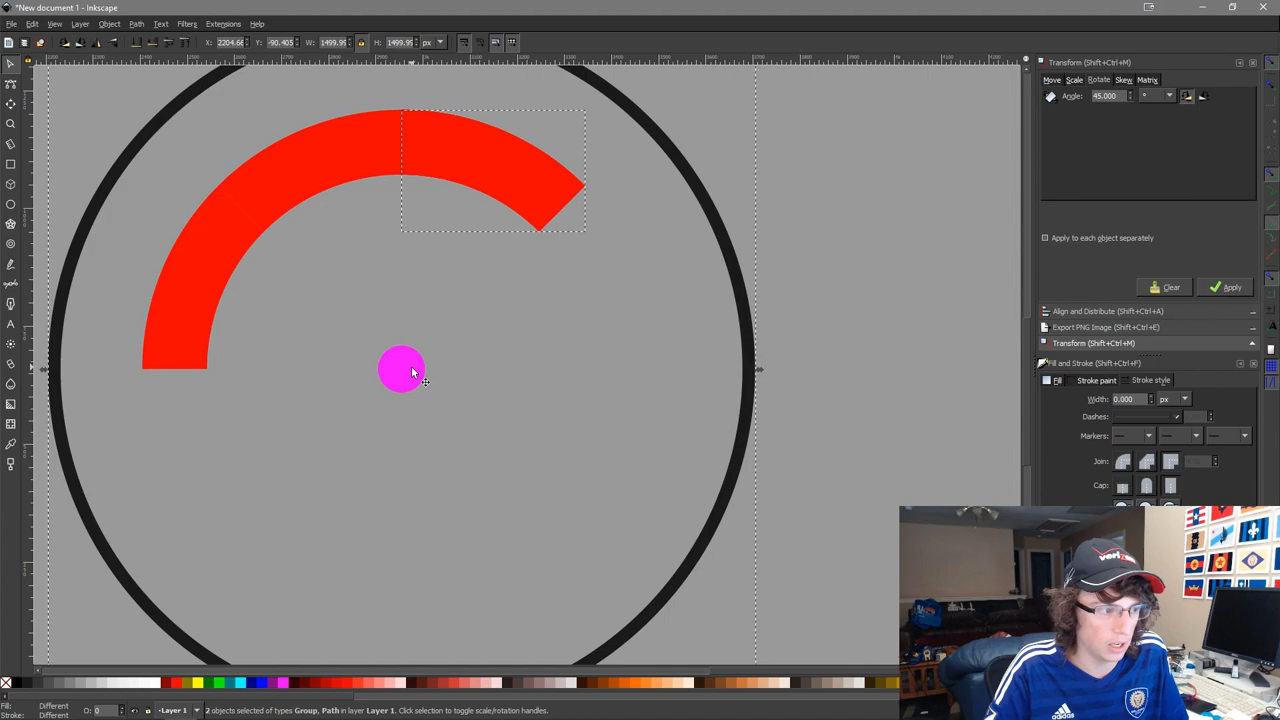 *New document 1 - Inkscape
File Edit View Layer Object Path Text Filters Extensions Help
X: 2204.66 Y: -90.405 W: 1499.99 H: 1499.99 px
Transform (Shift+Ctrl+M)
Move Scale Rotate Skew Matrix
Angle: 45.000 °
Apply to each object separately
Clear Apply
Align and Distribute (Shift+Ctrl+A)
Export PNG Image (Shift+Ctrl+E)
Transform (Shift+Ctrl+M)
Fill and Stroke (Shift+Ctrl+F)
Fill Stroke paint Stroke style
Width: 0.000 px
Dashes:
Markers:
Join:
Cap:
verizon
adidas
Fill: Different
Stroke: Different
O: 0
-Layer 1
2 objects selected of types Group, Path in layer Layer 1. Click selection to toggle scale/rotation handles.